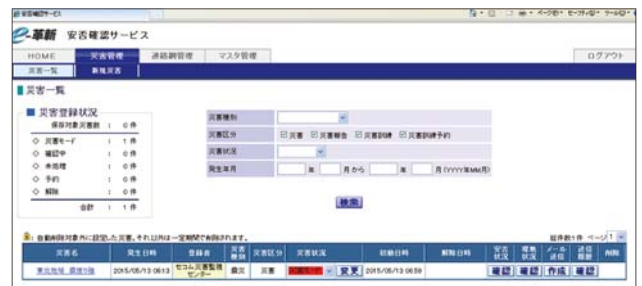 e-革新 安否確認サービス
HOME 災害管理 連絡網管理 マスタ管理 ログアウト
災害一覧 新規災害
災害一覧
災害登録状況
保存対象災害数 : 0 件
災害モード : 1 件
確認中 : 0 件
未処理 : 0 件
予約 : 0 件
解除 : 0 件
合計 : 1 件
災害種別
災害区分 災害 災害報告 災害訓練 災害訓練予約
災害状況
発生年月 年 月 から 年 月 (YYYY年MM月)
検索
: 自動削除対象外に設定した災害。それ以外は一定期間で削除されます。 総件数1件 ページ 1
災害名 発生日時 登録者 災害種別 災害区分 災害状況 初動日時 解除日時 安否状況 環境状況 メール送信 送信履歴 削除
東北地域 震度5強 2015/05/13 06:13 セコム災害監視センター 震災 災害 変更 2015/05/13 06:58 確認 確認 作成 確認